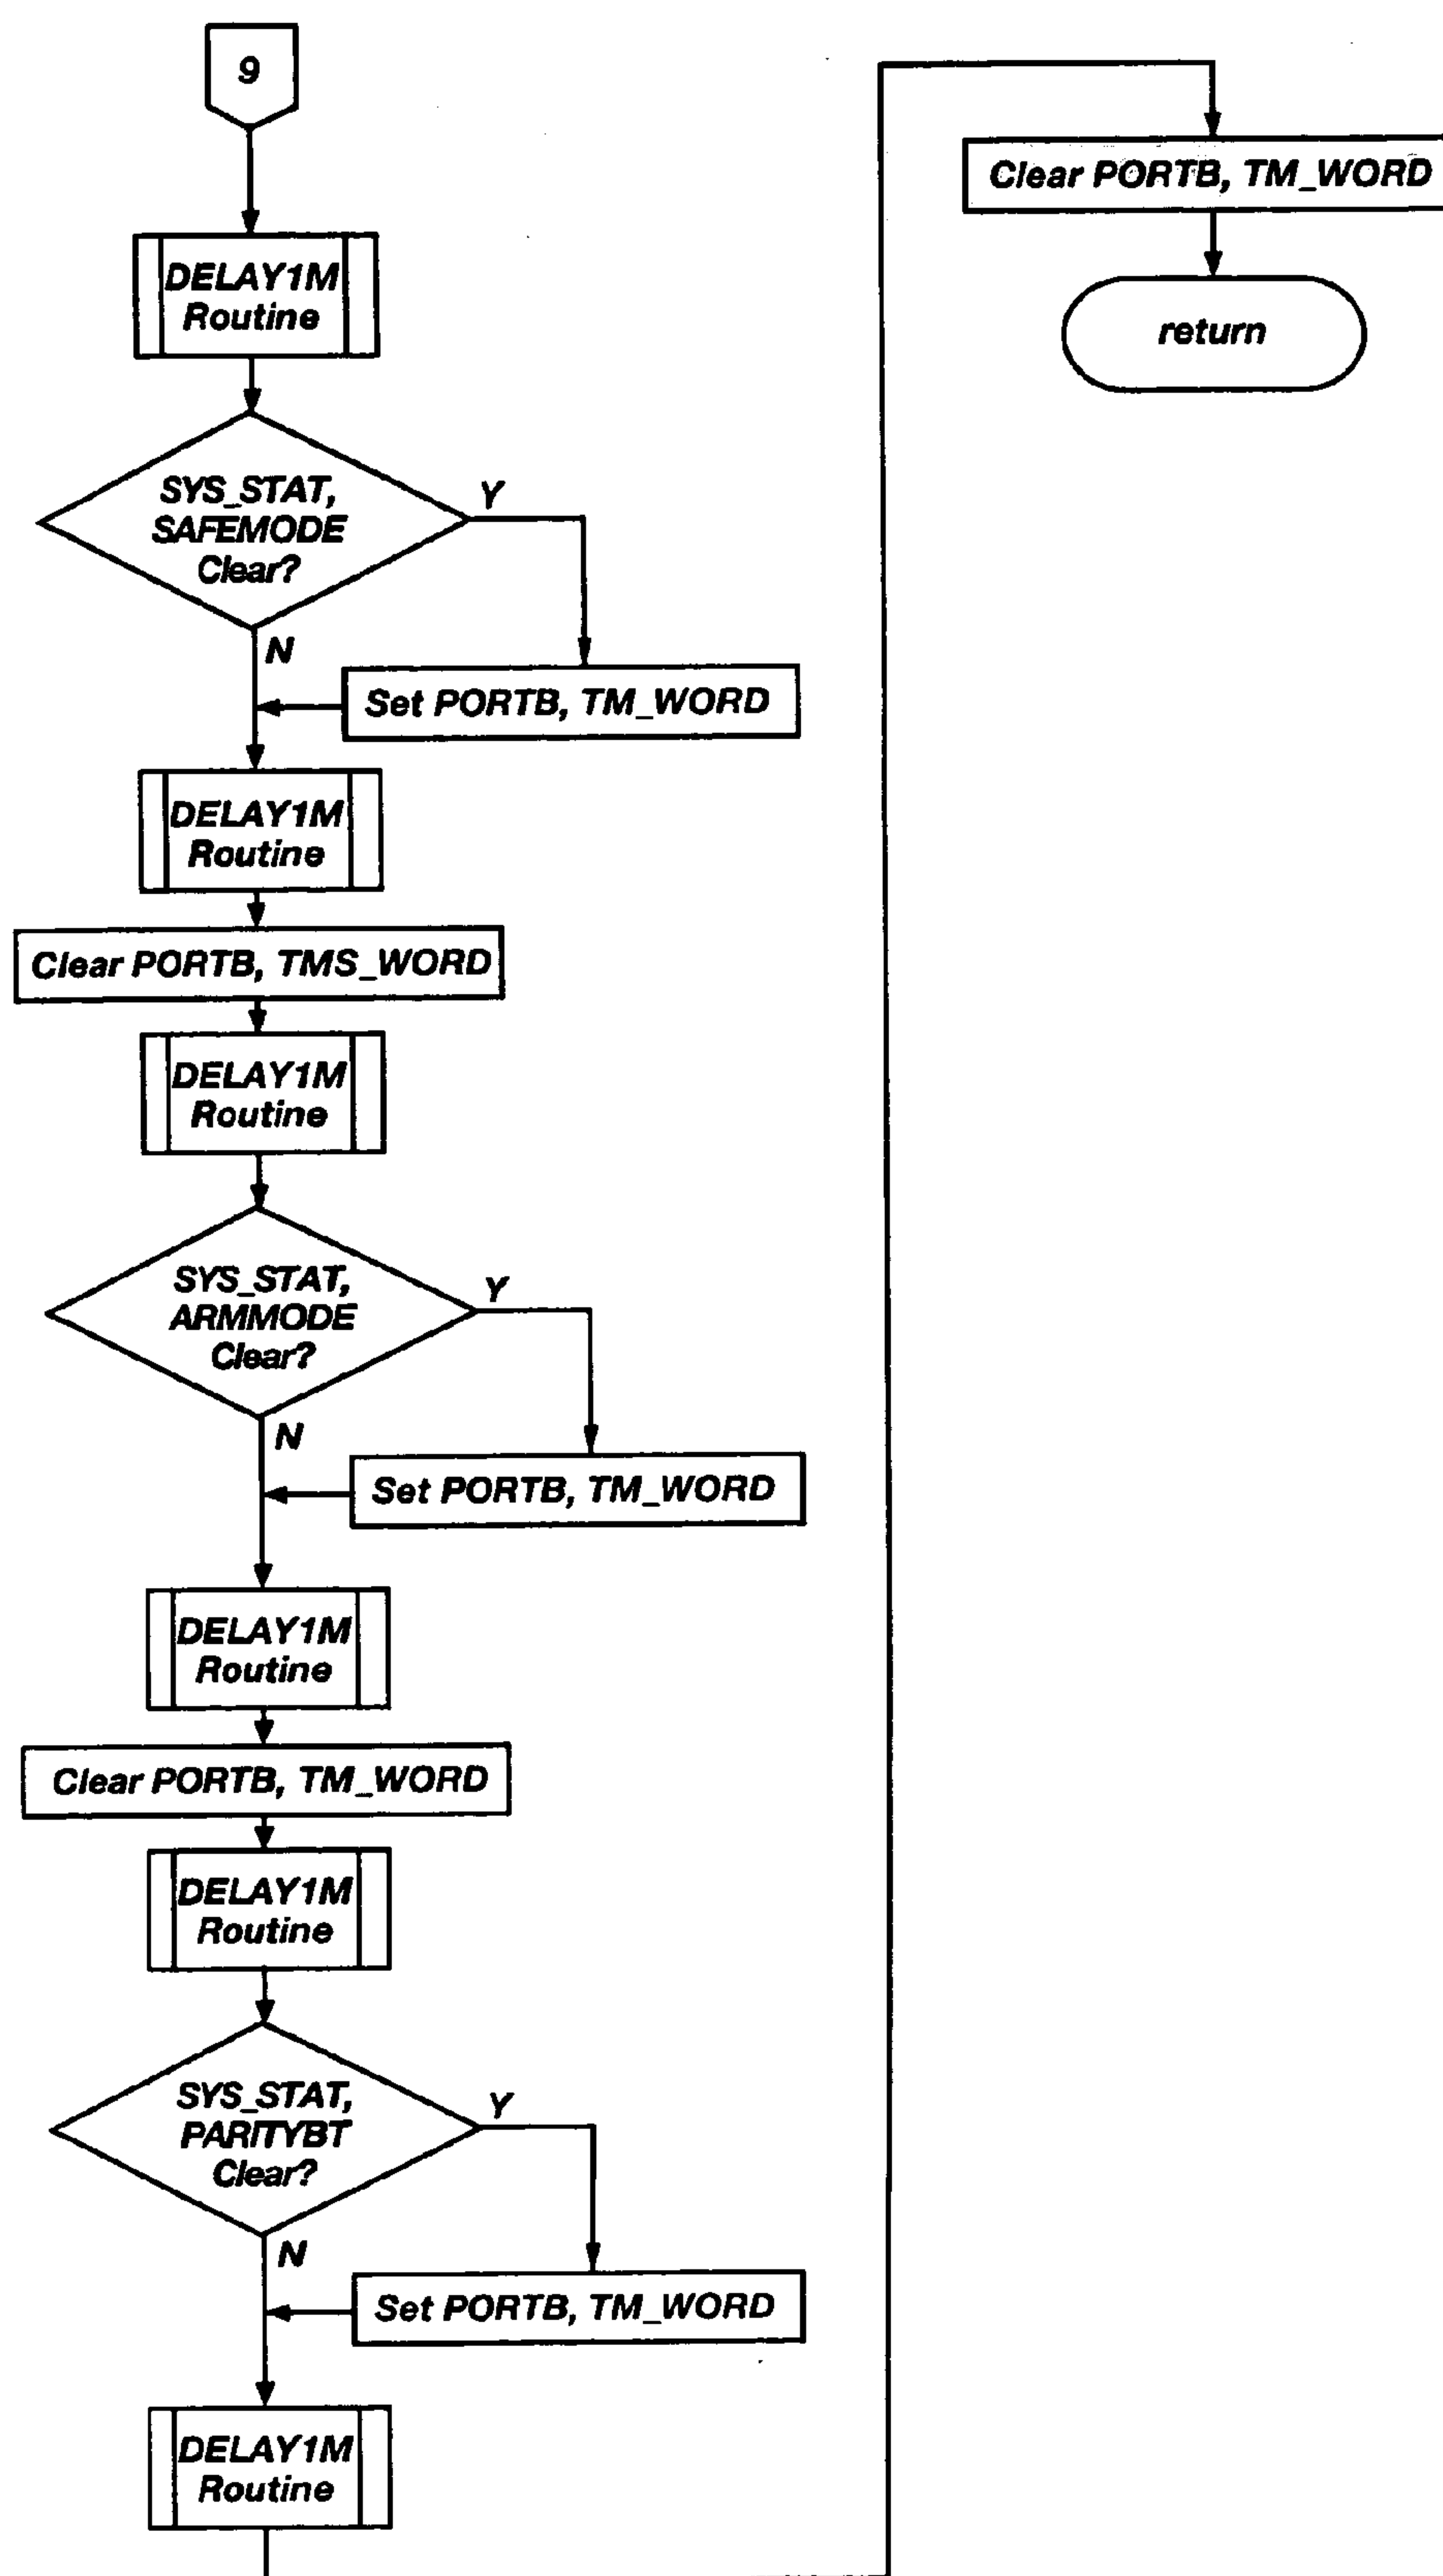 9
DELAY1M
Routine
SYS_STAT,
SAFEMODE
Clear?
Y
N
Set PORTB, TM_WORD
DELAY1M
Routine
Clear PORTB, TMS_WORD
DELAY1M
Routine
SYS_STAT,
ARMMODE
Clear?
Y
N
Set PORTB, TM_WORD
DELAY1M
Routine
Clear PORTB, TM_WORD
DELAY1M
Routine
SYS_STAT,
PARITYBT
Clear?
Y
N
Set PORTB, TM_WORD
DELAY1M
Routine
Clear PORTB, TM_WORD
return